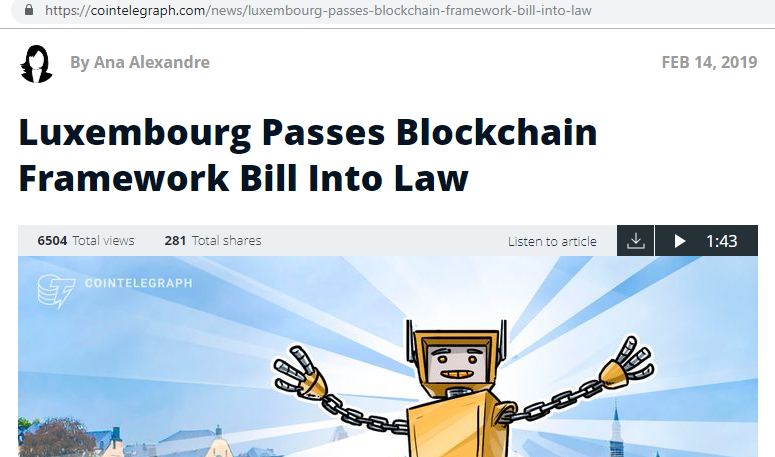 https://cointelegraph.com/news/luxembourg-passes-blockchain-framework-bill-into-law
By Ana Alexandre FEB 14, 2019
Luxembourg Passes Blockchain
Framework Bill Into Law
6504 Total views 281 Total shares Listen to article 1:43
COINTELEGRAPH